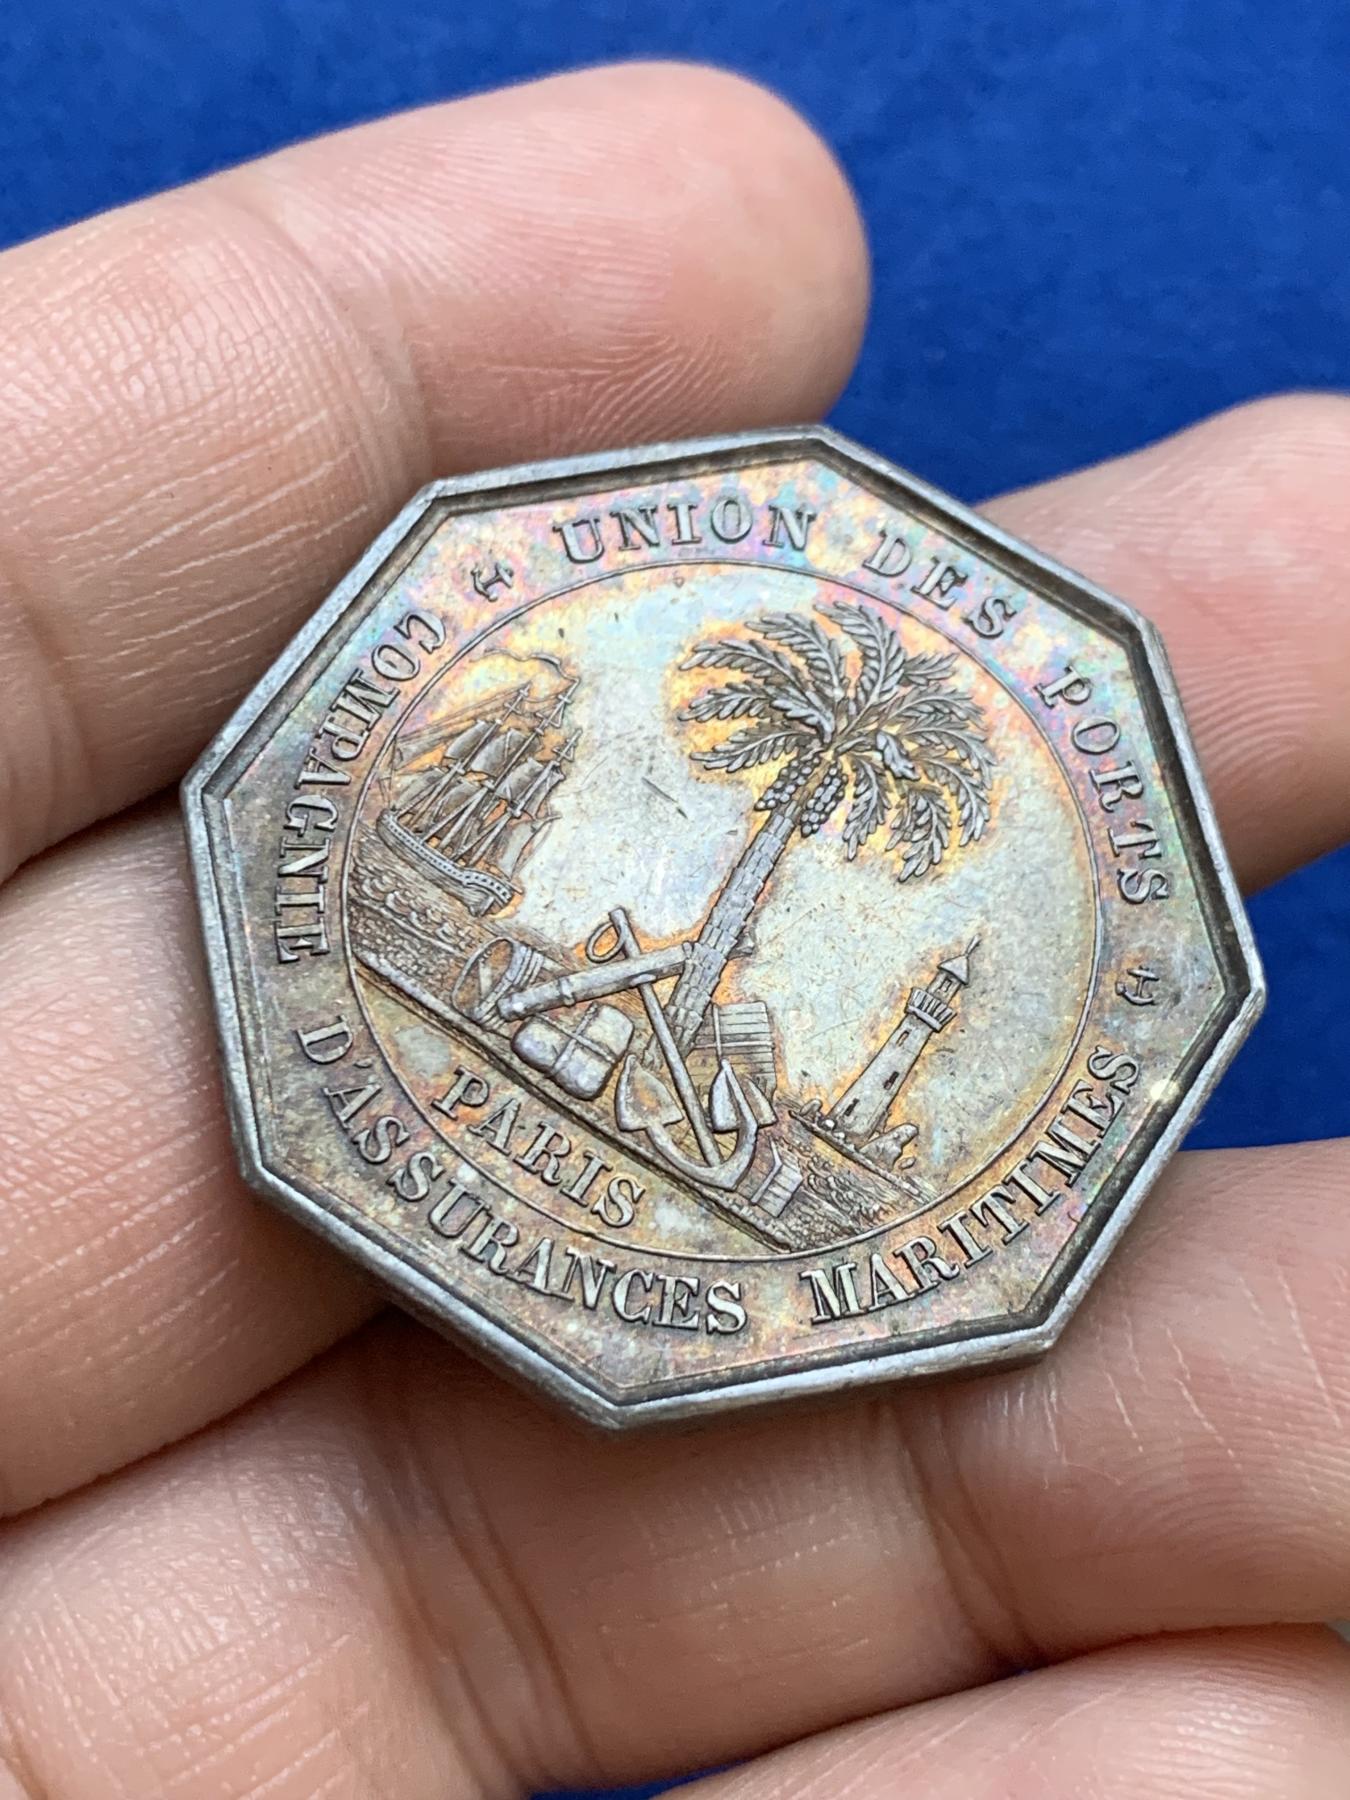 UNION DES PORTS
COMPAGNIE D'ASSURANCES MARITIMES
PARIS